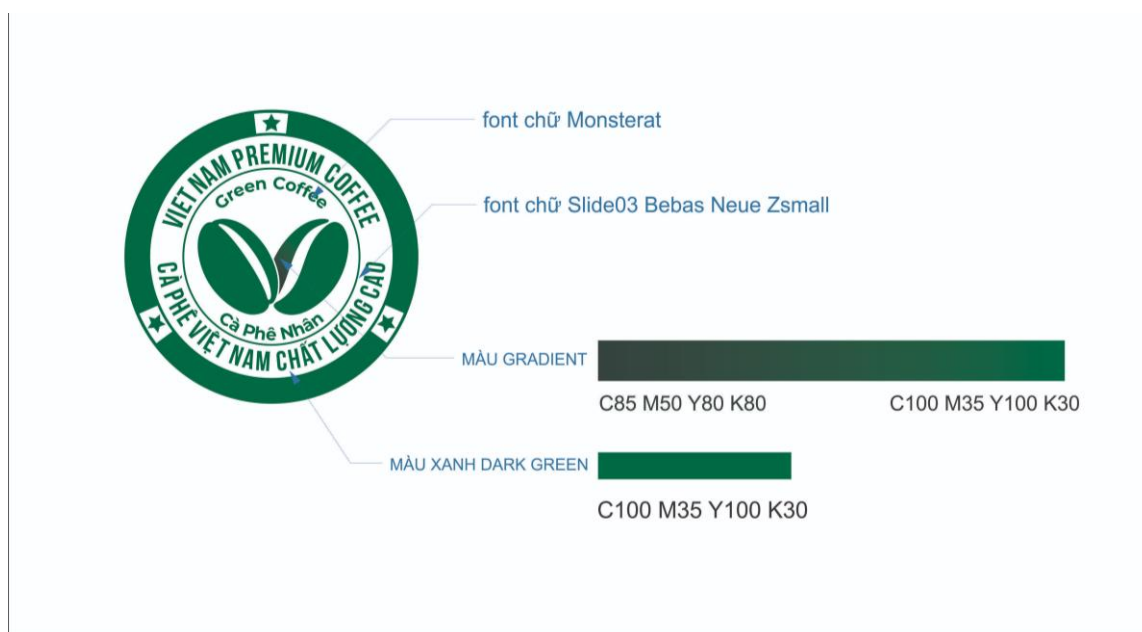 VIET NAM PREMIUM COFFEE
Green Coffee
Cà Phê Nhân
CÀ PHÊ VIỆT NAM CHẤT LƯỢNG CAO
font chữ Monsterat
font chữ Slide03 Bebas Neue Zsmall
MÀU GRADIENT
C85 M50 Y80 K80
C100 M35 Y100 K30
MÀU XANH DARK GREEN
C100 M35 Y100 K30